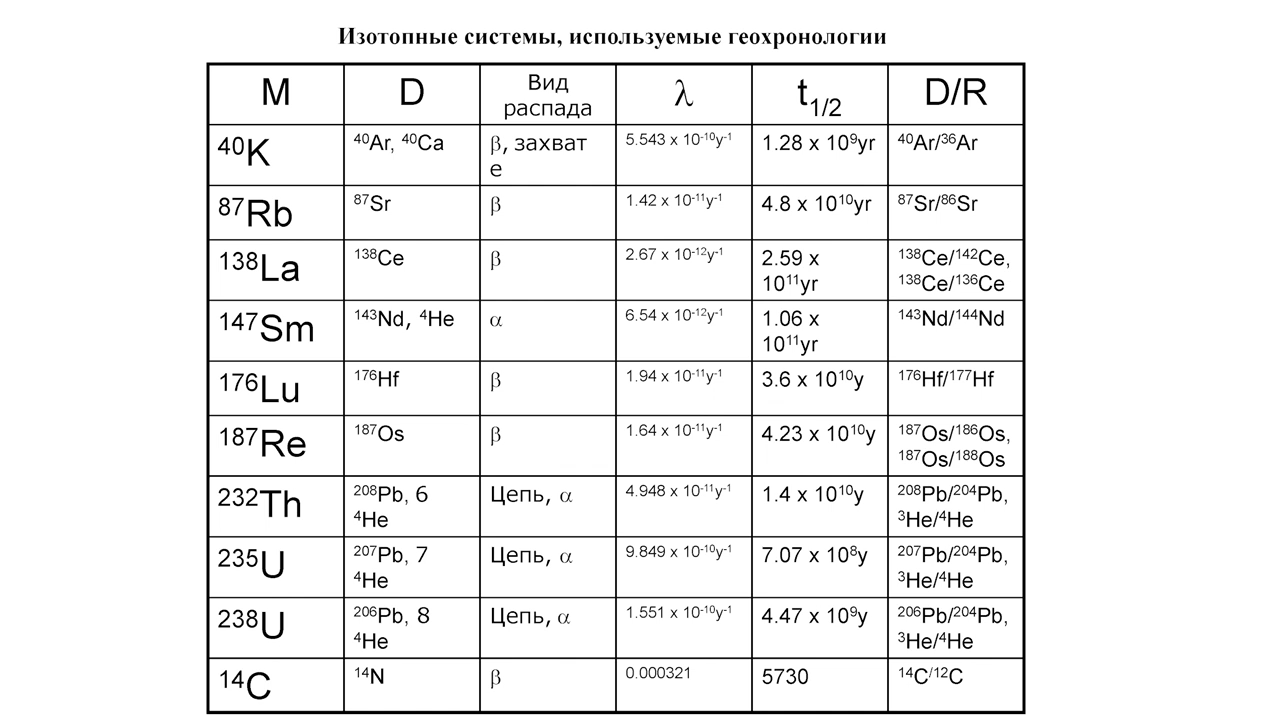 Изотопные системы, используемые геохронологии
M D Вид распада λ t1/2 D/R
⁴⁰K ⁴⁰Ar, ⁴⁰Ca β, захват е 5.543 x 10⁻¹⁰y⁻¹ 1.28 x 10⁹yr ⁴⁰Ar/³⁶Ar
⁸⁷Rb ⁸⁷Sr β 1.42 x 10⁻¹¹y⁻¹ 4.8 x 10¹⁰yr ⁸⁷Sr/⁸⁶Sr
¹³⁸La ¹³⁸Ce β 2.67 x 10⁻¹²y⁻¹ 2.59 x 10¹¹yr ¹³⁸Ce/¹⁴²Ce, ¹³⁸Ce/¹³⁶Ce
¹⁴⁷Sm ¹⁴³Nd, ⁴He α 6.54 x 10⁻¹²y⁻¹ 1.06 x 10¹¹yr ¹⁴³Nd/¹⁴⁴Nd
¹⁷⁶Lu ¹⁷⁶Hf β 1.94 x 10⁻¹¹y⁻¹ 3.6 x 10¹⁰y ¹⁷⁶Hf/¹⁷⁷Hf
¹⁸⁷Re ¹⁸⁷Os β 1.64 x 10⁻¹¹y⁻¹ 4.23 x 10¹⁰y ¹⁸⁷Os/¹⁸⁶Os, ¹⁸⁷Os/¹⁸⁸Os
²³²Th ²⁰⁸Pb, 6 ⁴He Цепь, α 4.948 x 10⁻¹¹y⁻¹ 1.4 x 10¹⁰y ²⁰⁸Pb/²⁰⁴Pb, ³He/⁴He
²³⁵U ²⁰⁷Pb, 7 ⁴He Цепь, α 9.849 x 10⁻¹⁰y⁻¹ 7.07 x 10⁸y ²⁰⁷Pb/²⁰⁴Pb, ³He/⁴He
²³⁸U ²⁰⁶Pb, 8 ⁴He Цепь, α 1.551 x 10⁻¹⁰y⁻¹ 4.47 x 10⁹y ²⁰⁶Pb/²⁰⁴Pb, ³He/⁴He
¹⁴C ¹⁴N β 0.000321 5730 ¹⁴C/¹²C